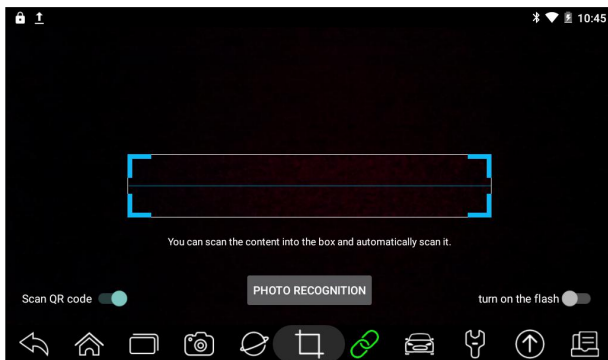 10:45
You can scan the content into the box and automatically scan it.
PHOTO RECOGNITION
Scan QR code
turn on the flash